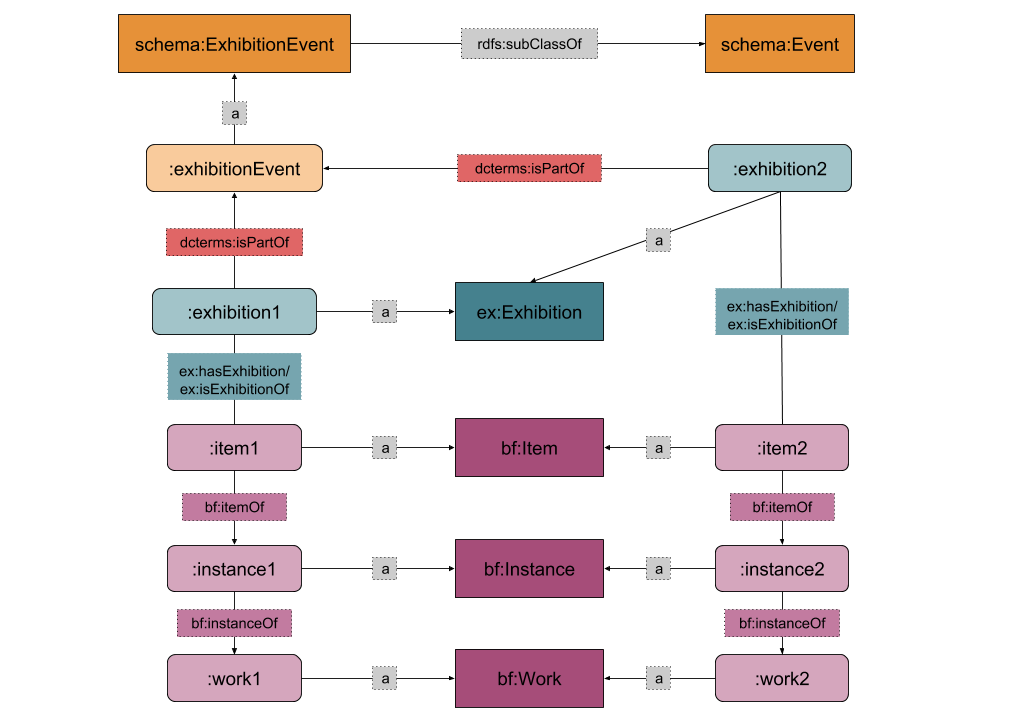 schema:ExhibitionEvent
rdfs:subClassOf
schema:Event
a
:exhibitionEvent
dcterms:isPartOf
:exhibition2
dcterms:isPartOf
a
:exhibition1
a
ex:Exhibition
ex:hasExhibition/
ex:isExhibitionOf
ex:hasExhibition/
ex:isExhibitionOf
:item1
a
bf:Item
a
:item2
bf:itemOf
bf:itemOf
:instance1
a
bf:Instance
a
:instance2
bf:instanceOf
bf:instanceOf
:work1
a
bf:Work
a
:work2